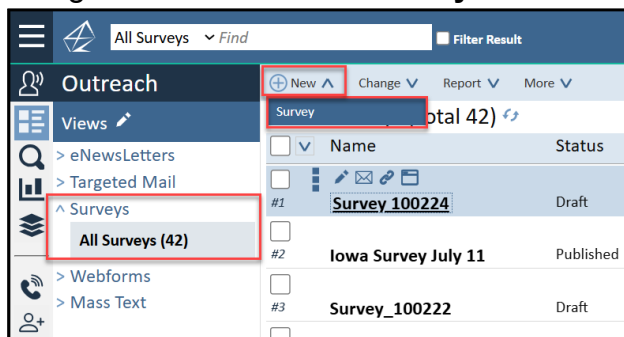 All Surveys Find Filter Result
Outreach
New Change Report More
Views
Survey
otal 42)
Name Status
> eNewsLetters
> Targeted Mail
Surveys
#1 Survey 100224 Draft
All Surveys (42)
#2 Iowa Survey July 11 Published
> Webforms
> Mass Text
#3 Survey_100222 Draft